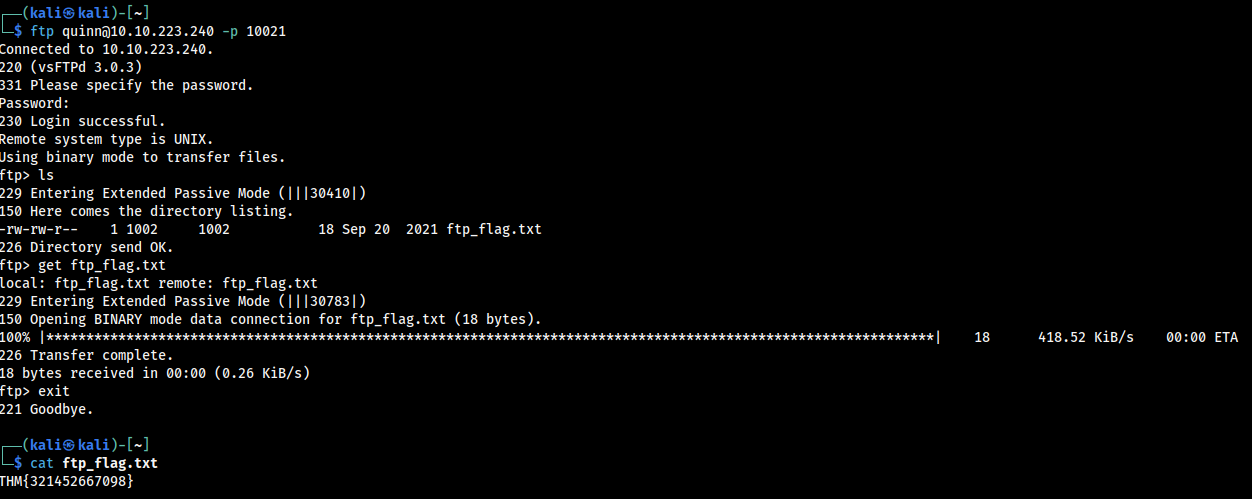 ┌──(kali㉿kali)-[~]
└─$ ftp quinn@10.10.223.240 -p 10021
Connected to 10.10.223.240.
220 (vsFTPd 3.0.3)
331 Please specify the password.
Password:
230 Login successful.
Remote system type is UNIX.
Using binary mode to transfer files.
ftp> ls
229 Entering Extended Passive Mode (|||30410|)
150 Here comes the directory listing.
-rw-rw-r--    1 1002     1002           18 Sep 20  2021 ftp_flag.txt
226 Directory send OK.
ftp> get ftp_flag.txt
local: ftp_flag.txt remote: ftp_flag.txt
229 Entering Extended Passive Mode (|||30783|)
150 Opening BINARY mode data connection for ftp_flag.txt (18 bytes).
100% |***************************************************************************************************************|    18      418.52 KiB/s    00:00 ETA
226 Transfer complete.
18 bytes received in 00:00 (0.26 KiB/s)
ftp> exit
221 Goodbye.
┌──(kali㉿kali)-[~]
└─$ cat ftp_flag.txt
THM{321452667098}